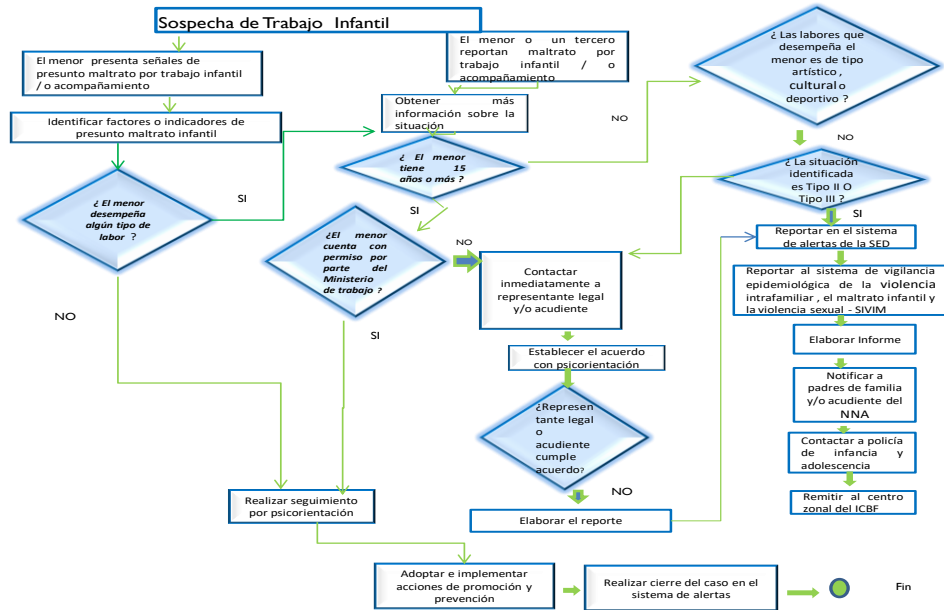 Sospecha de Trabajo Infantil
El menor presenta señales de
presunto maltrato por trabajo infantil
/ o acompañamiento
Identificar factores o indicadores de
presunto maltrato infantil
¿ El menor
desempeña
algún tipo de
labor ?
SI
NO
El menor o un tercero
reportan maltrato por
trabajo infantil / o
acompañamiento
Obtener más
información sobre la
situación
¿ El menor
tiene 15
años o más ?
NO
SI
¿El menor
cuenta con
permiso por
parte del
Ministerio
de trabajo ?
NO
SI
Contactar
inmediatamente a
representante legal
y/o acudiente
Establecer el acuerdo
con psicorientación
¿Represen
tante legal
o
acudiente
cumple
acuerdo?
NO
Elaborar el reporte
¿ Las labores que
desempeña el
menor es de tipo
artístico ,
cultural o
deportivo ?
NO
¿ La situación
identificada
es Tipo II O
Tipo III ?
SI
Reportar en el sistema
de alertas de la SED
Reportar al sistema de vigilancia
epidemiológica de la violencia
intrafamiliar , el maltrato infantil y
la violencia sexual - SIVIM
Elaborar Informe
Notificar a
padres de familia
y/o acudiente del
NNA
Contactar a policía
de infancia y
adolescencia
Remitir al centro
zonal del ICBF
Realizar seguimiento
por psicorientación
Adoptar e implementar
acciones de promoción y
prevención
Realizar cierre del caso en el
sistema de alertas
Fin